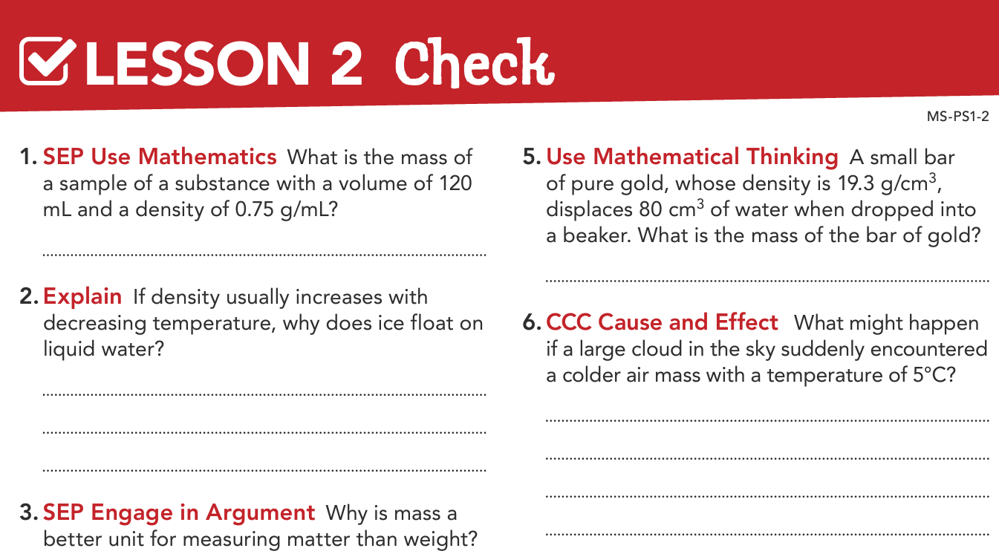 LESSON 2 Check
MS-PS1-2
1. SEP Use Mathematics What is the mass of
a sample of a substance with a volume of 120
mL and a density of 0.75 g/mL?
2. Explain If density usually increases with
decreasing temperature, why does ice float on
liquid water?
3. SEP Engage in Argument Why is mass a
better unit for measuring matter than weight?
5. Use Mathematical Thinking A small bar
of pure gold, whose density is 19.3 g/cm³,
displaces 80 cm³ of water when dropped into
a beaker. What is the mass of the bar of gold?
6. CCC Cause and Effect What might happen
if a large cloud in the sky suddenly encountered
a colder air mass with a temperature of 5°C?